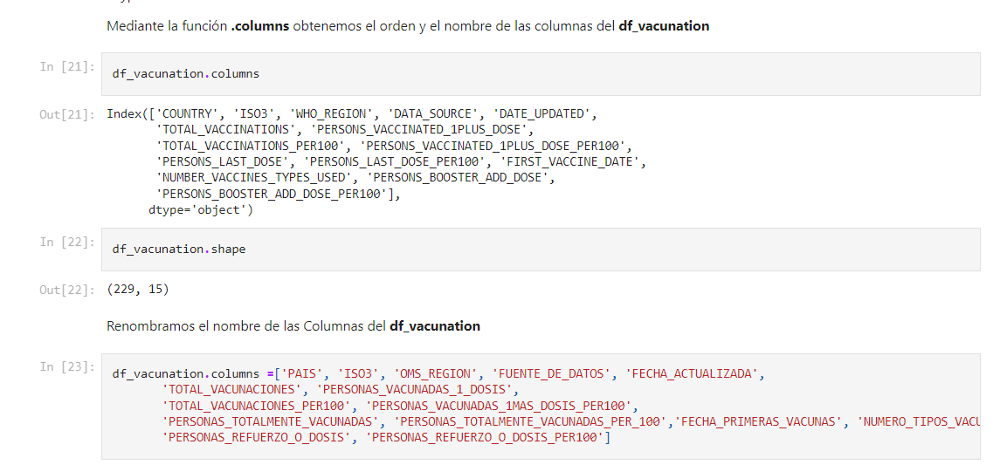 Mediante la función .columns obtenemos el orden y el nombre de las columnas del df_vacunation
In [21]:
df_vacunation.columns
Out[21]:
Index(['COUNTRY', 'ISO3', 'WHO_REGION', 'DATA_SOURCE', 'DATE_UPDATED',
'TOTAL_VACCINATIONS', 'PERSONS_VACCINATED_1PLUS_DOSE',
'TOTAL_VACCINATIONS_PER100', 'PERSONS_VACCINATED_1PLUS_DOSE_PER100',
'PERSONS_LAST_DOSE', 'PERSONS_LAST_DOSE_PER100', 'FIRST_VACCINE_DATE',
'NUMBER_VACCINES_TYPES_USED', 'PERSONS_BOOSTER_ADD_DOSE',
'PERSONS_BOOSTER_ADD_DOSE_PER100'],
dtype='object')
In [22]:
df_vacunation.shape
Out[22]:
(229, 15)
Renombramos el nombre de las Columnas del df_vacunation
In [23]:
df_vacunation.columns =['PAIS', 'ISO3', 'OMS_REGION', 'FUENTE_DE_DATOS', 'FECHA_ACTUALIZADA',
'TOTAL_VACUNACIONES', 'PERSONAS_VACUNADAS_1_DOSIS',
'TOTAL_VACUNACIONES_PER100', 'PERSONAS_VACUNADAS_1MAS_DOSIS_PER100',
'PERSONAS_TOTALMENTE_VACUNADAS', 'PERSONAS_TOTALMENTE_VACUNADAS_PER_100','FECHA_PRIMERAS_VACUNAS', 'NUMERO_TIPOS_VACU
'PERSONAS_REFUERZO_O_DOSIS', 'PERSONAS_REFUERZO_O_DOSIS_PER100']